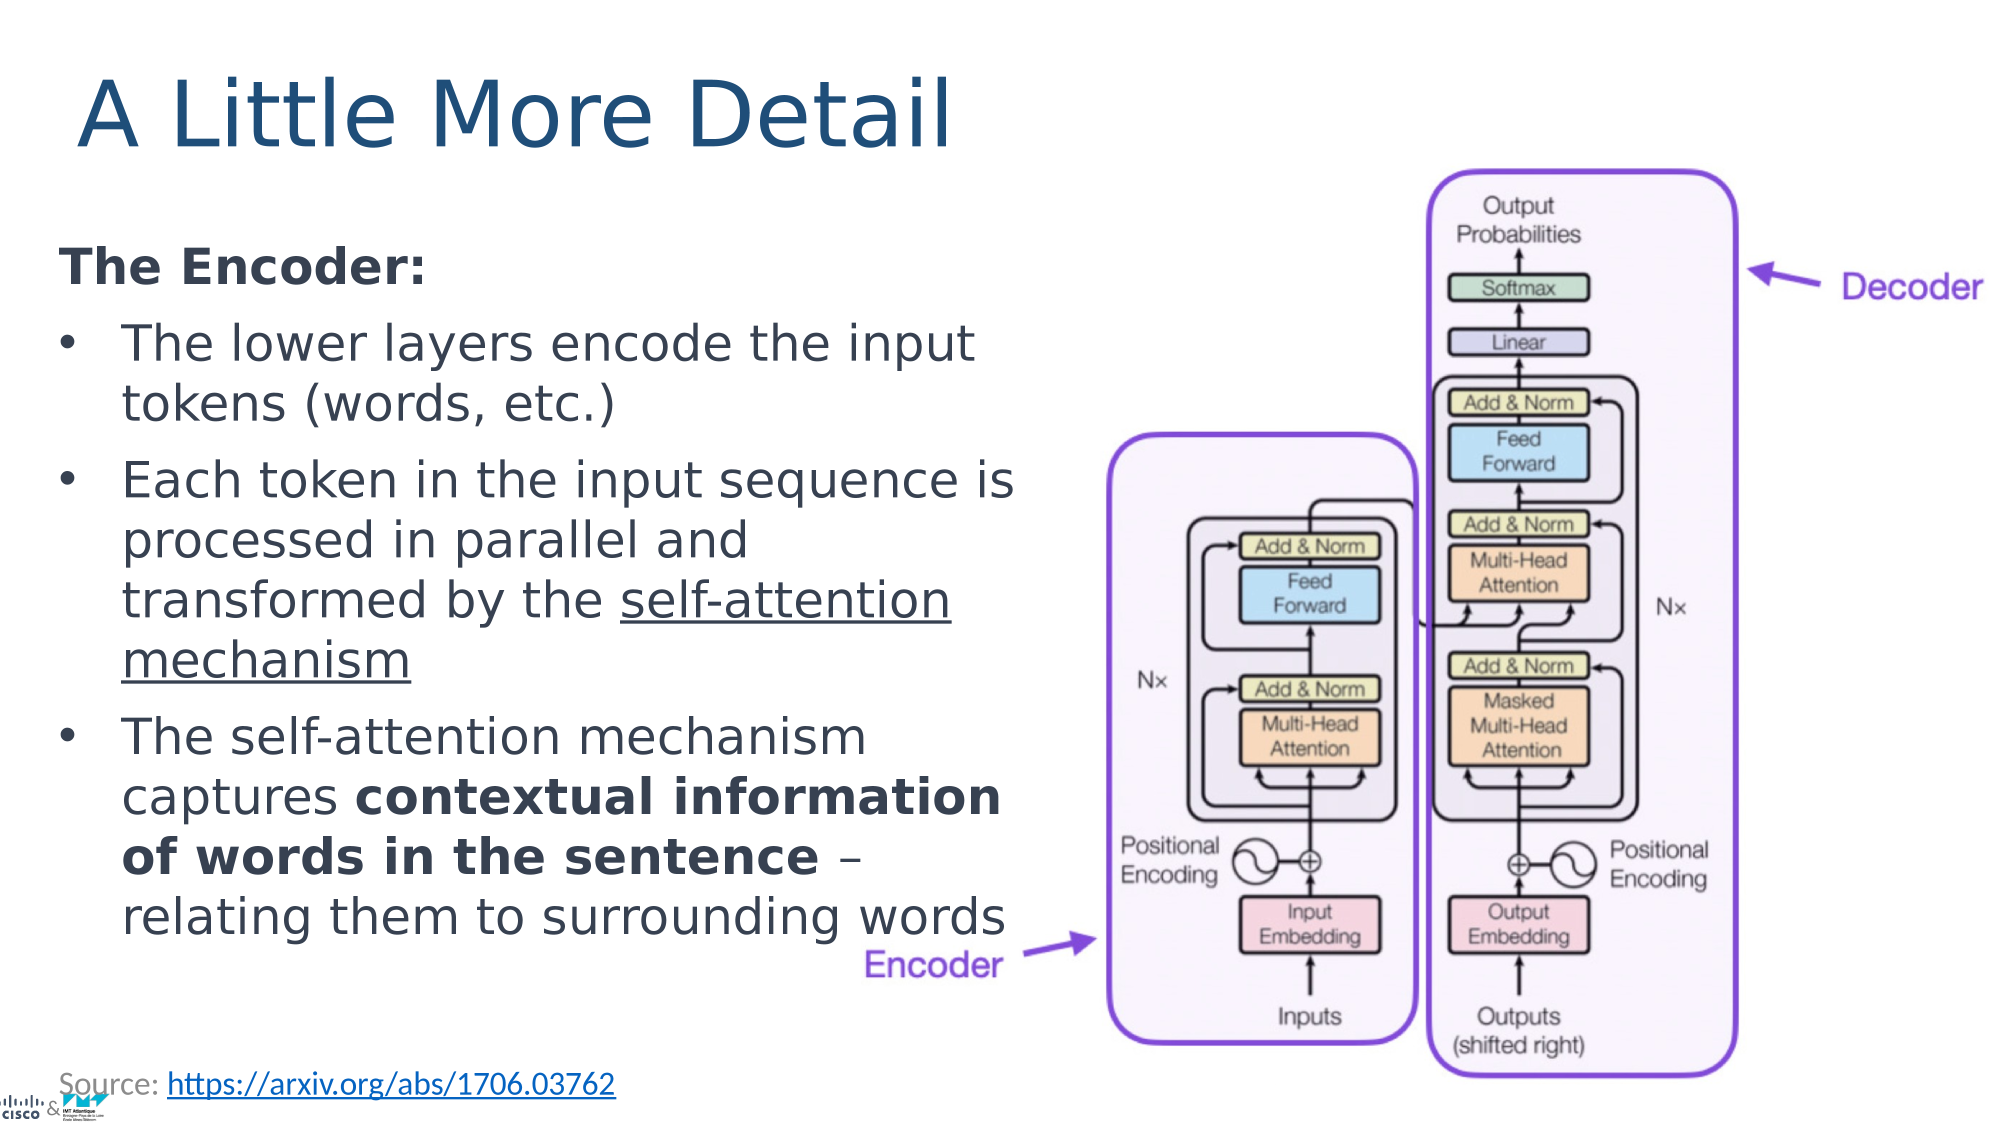 A Little More Detail
The Encoder:
• The lower layers encode the input
tokens (words, etc.)
• Each token in the input sequence is
processed in parallel and
transformed by the self-attention
mechanism
• The self-attention mechanism
captures contextual information
of words in the sentence –
relating them to surrounding words
Encoder
Decoder
Output
Probabilities
Softmax
Linear
Add & Norm
Feed
Forward
Add & Norm
Multi-Head
Attention
Nx
Add & Norm
Masked
Multi-Head
Attention
Positional
Encoding
Output
Embedding
Outputs
(shifted right)
Add & Norm
Feed
Forward
Nx
Add & Norm
Multi-Head
Attention
Positional
Encoding
Input
Embedding
Inputs
Source: https://arxiv.org/abs/1706.03762
CISCO & IMT Atlantique